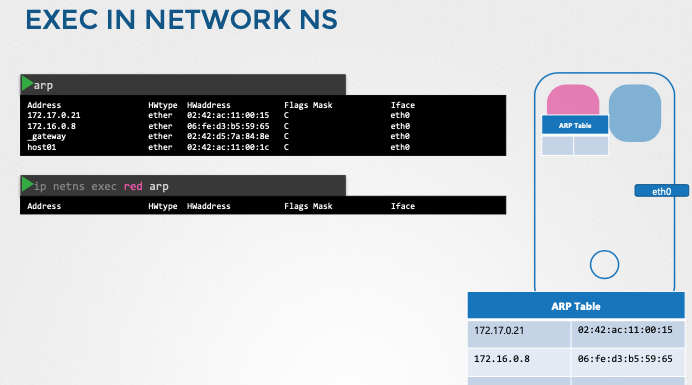 EXEC IN NETWORK NS
arp
Address HWtype HWaddress Flags Mask Iface
172.17.0.21 ether 02:42:ac:11:00:15 C eth0
172.16.0.8 ether 06:fe:d3:b5:59:65 C eth0
_gateway ether 02:42:d5:7a:84:8e C eth0
host01 ether 02:42:ac:11:00:1c C eth0
ip netns exec red arp
Address HWtype HWaddress Flags Mask Iface
ARP Table
eth0
ARP Table
172.17.0.21 02:42:ac:11:00:15
172.16.0.8 06:fe:d3:b5:59:65